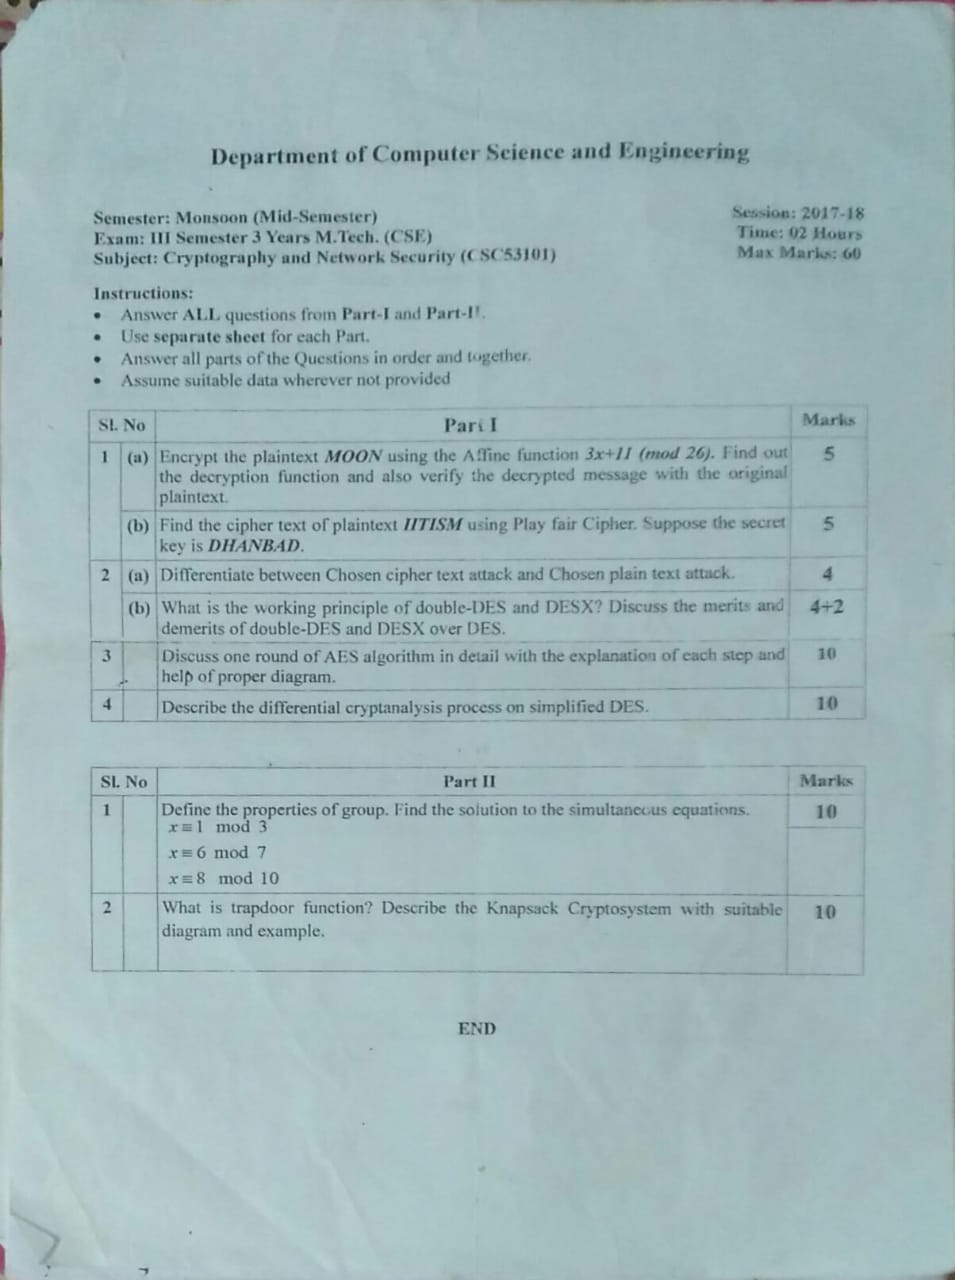 Department of Computer Science and Engineering
Semester: Monsoon (Mid-Semester)
Session: 2017-18
Exam: III Semester 3 Years M.Tech. (CSE)
Time: 02 Hours
Subject: Cryptography and Network Security (CSC53101)
Max Marks: 60
Instructions:
• Answer ALL questions from Part-I and Part-II.
• Use separate sheet for each Part.
• Answer all parts of the Questions in order and together.
• Assume suitable data wherever not provided
Sl. No Part I Marks
1 (a) Encrypt the plaintext MOON using the Affine function 3x+11 (mod 26). Find out 5
the decryption function and also verify the decrypted message with the original
plaintext.
(b) Find the cipher text of plaintext IITISM using Play fair Cipher. Suppose the secret 5
key is DHANBAD.
2 (a) Differentiate between Chosen cipher text attack and Chosen plain text attack. 4
(b) What is the working principle of double-DES and DESX? Discuss the merits and 4+2
demerits of double-DES and DESX over DES.
3 Discuss one round of AES algorithm in detail with the explanation of each step and 10
help of proper diagram.
4 Describe the differential cryptanalysis process on simplified DES. 10
Sl. No Part II Marks
1 Define the properties of group. Find the solution to the simultaneous equations. 10
x≡1 mod 3
x≡6 mod 7
x≡8 mod 10
2 What is trapdoor function? Describe the Knapsack Cryptosystem with suitable 10
diagram and example.
END